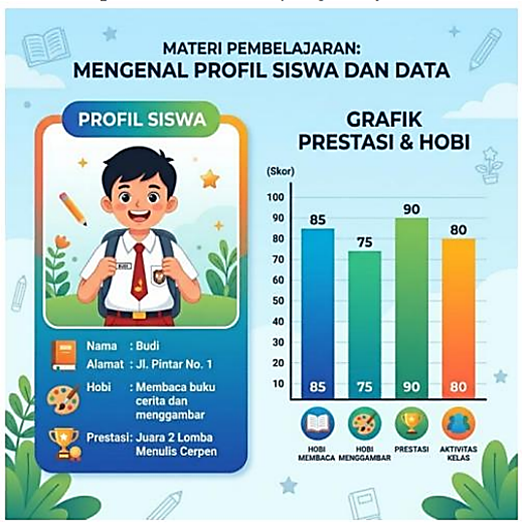 MATERI PEMBELAJARAN:
MENGENAL PROFIL SISWA DAN DATA
PROFIL SISWA
BUDI
Nama : Budi
Alamat : Jl. Pintar No. 1
Hobi : Membaca buku
cerita dan
menggambar
Prestasi: Juara 2 Lomba
Menulis Cerpen
GRAFIK
PRESTASI & HOBI
(Skor)
100
90
80
70
60
50
40
30
20
10
85
75
90
80
85
75
90
80
HOBI
MEMBACA
HOBI
MENGGAMBAR
PRESTASI
AKTIVITAS
KELAS